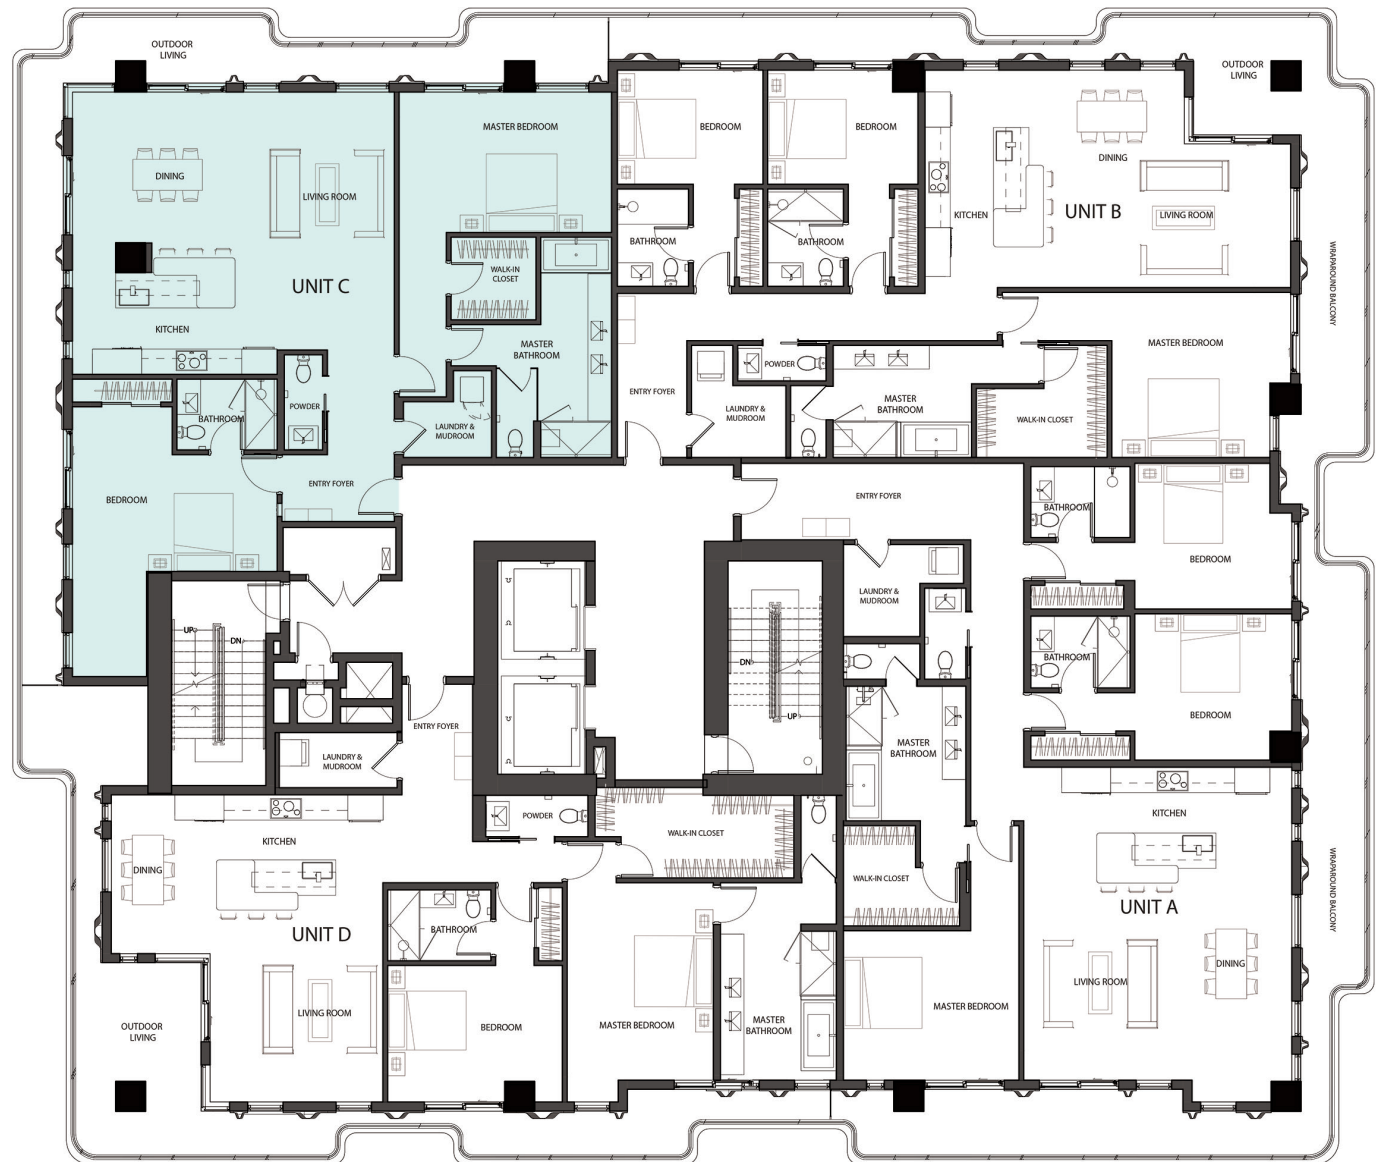 OUTDOOR
LIVING
OUTDOOR
LIVING
MASTER BEDROOM
BEDROOM
BEDROOM
DINING
DINING
LIVING ROOM
KITCHEN
UNIT B
LIVING ROOM
BATHROOM
BATHROOM
WRAPAROUND BALCONY
WALK-IN
CLOSET
UNIT C
KITCHEN
MASTER
BATHROOM
MASTER BEDROOM
POWDER
ENTRY FOYER
POWDER
BATHROOM
LAUNDRY &
MUDROOM
LAUNDRY &
MUDROOM
MASTER
BATHROOM
WALK-IN CLOSET
ENTRY FOYER
BEDROOM
ENTRY FOYER
BATHROOM
BEDROOM
LAUNDRY &
MUDROOM
UP
DN
DN
UP
BATHROOM
BEDROOM
ENTRY FOYER
LAUNDRY &
MUDROOM
MASTER
BATHROOM
KITCHEN
POWDER
WALK-IN CLOSET
KITCHEN
DINING
WALK-IN CLOSET
WRAPAROUND BALCONY
UNIT A
UNIT D
BATHROOM
DINING
LIVING ROOM
LIVING ROOM
MASTER BEDROOM
OUTDOOR
LIVING
BEDROOM
MASTER BEDROOM
MASTER
BATHROOM